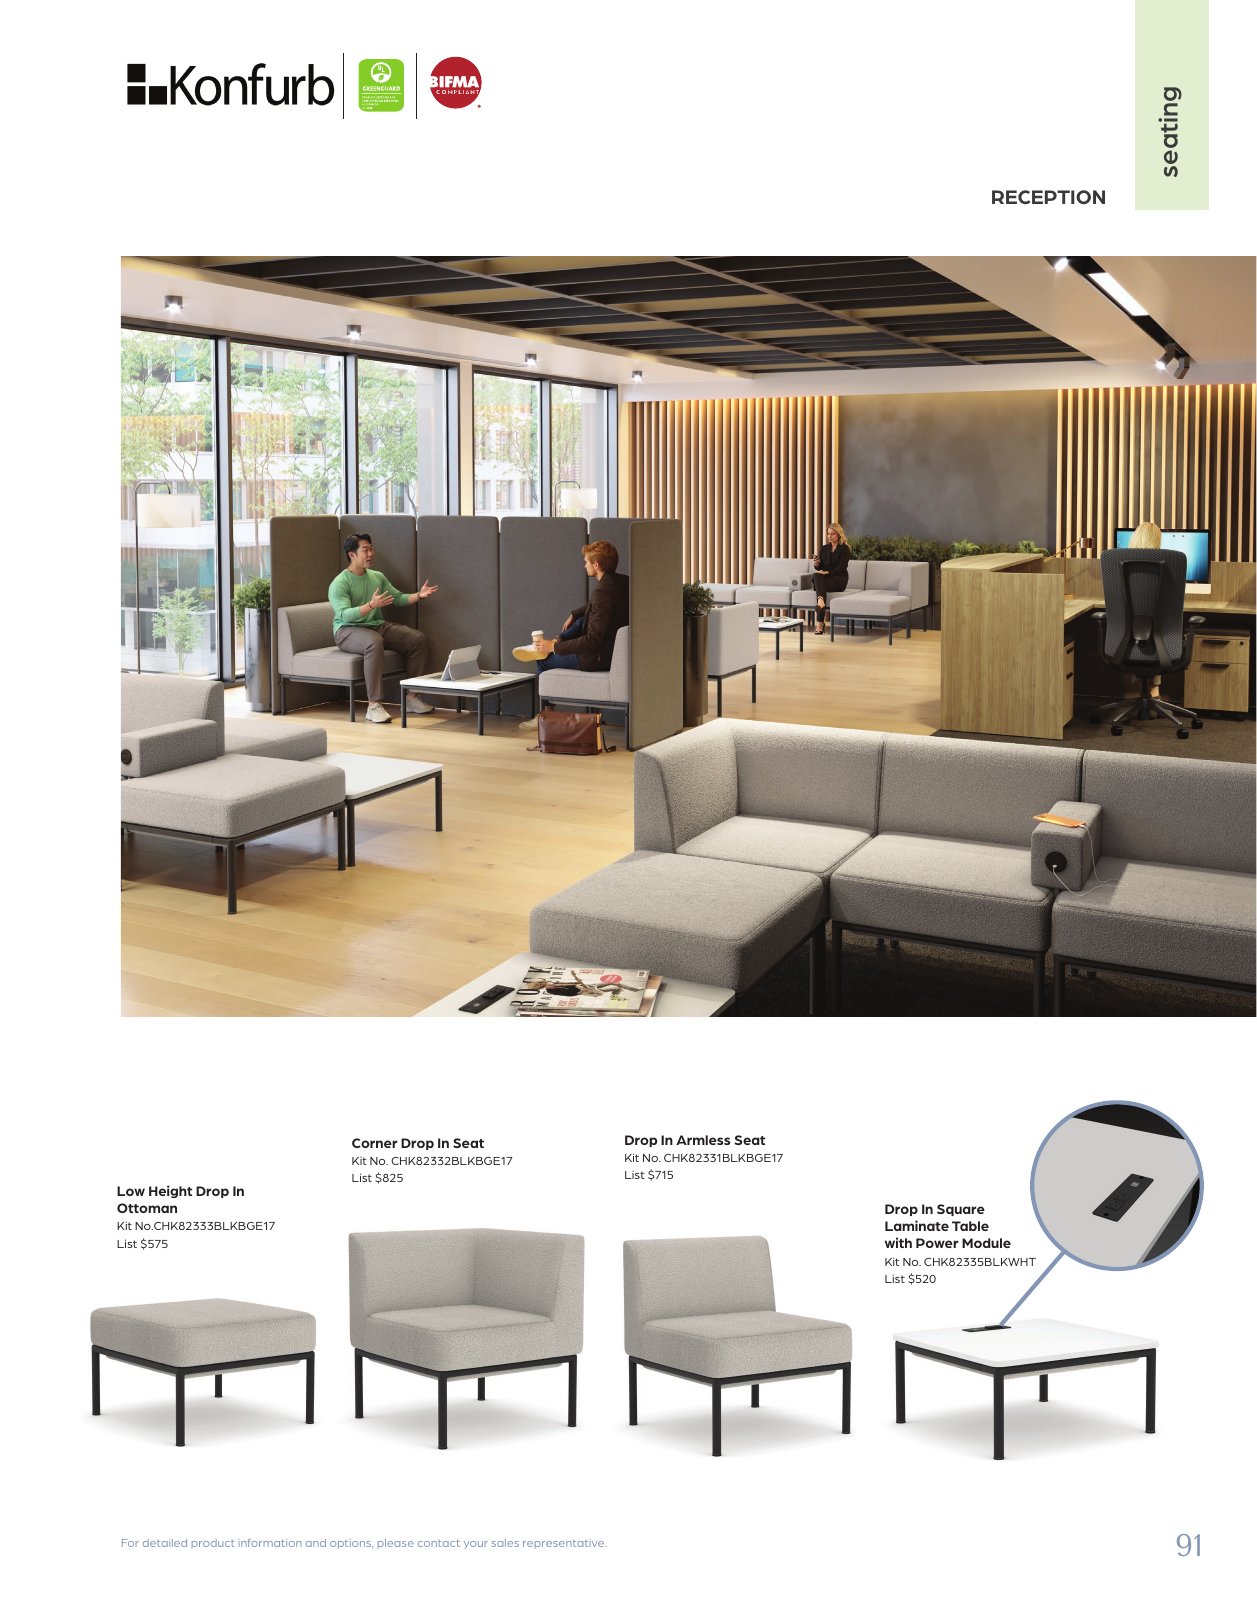 Konfurb
UL
GREENGUARD
BIFMA
COMPLIANT
seating
RECEPTION
Corner Drop In Seat
Kit No. CHK82332BLKBGE17
List $825
Drop In Armless Seat
Kit No. CHK82331BLKBGE17
List $715
Low Height Drop In
Ottoman
Kit No.CHK82333BLKBGE17
List $575
Drop In Square
Laminate Table
with Power Module
Kit No. CHK82335BLKWHT
List $520
For detailed product information and options, please contact your sales representative.
91